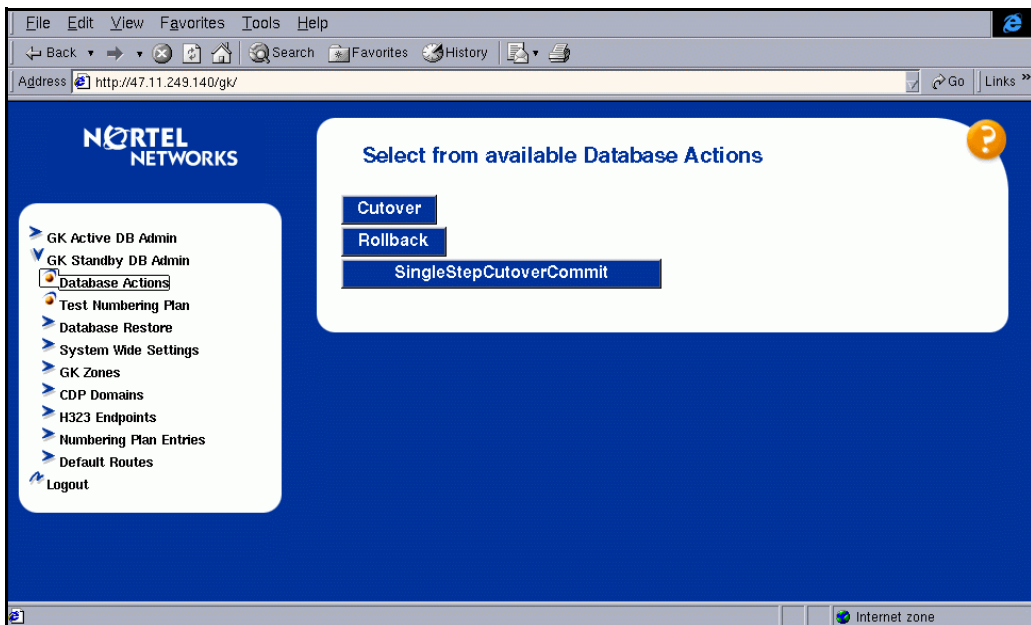 File Edit View Favorites Tools Help
Back Search Favorites History
Address http://47.11.249.140/gk/ Go Links »
NORTEL
NETWORKS
Select from available Database Actions
?
Cutover
Rollback
SingleStepCutoverCommit
GK Active DB Admin
GK Standby DB Admin
Database Actions
Test Numbering Plan
Database Restore
System Wide Settings
GK Zones
CDP Domains
H323 Endpoints
Numbering Plan Entries
Default Routes
Logout
Internet zone